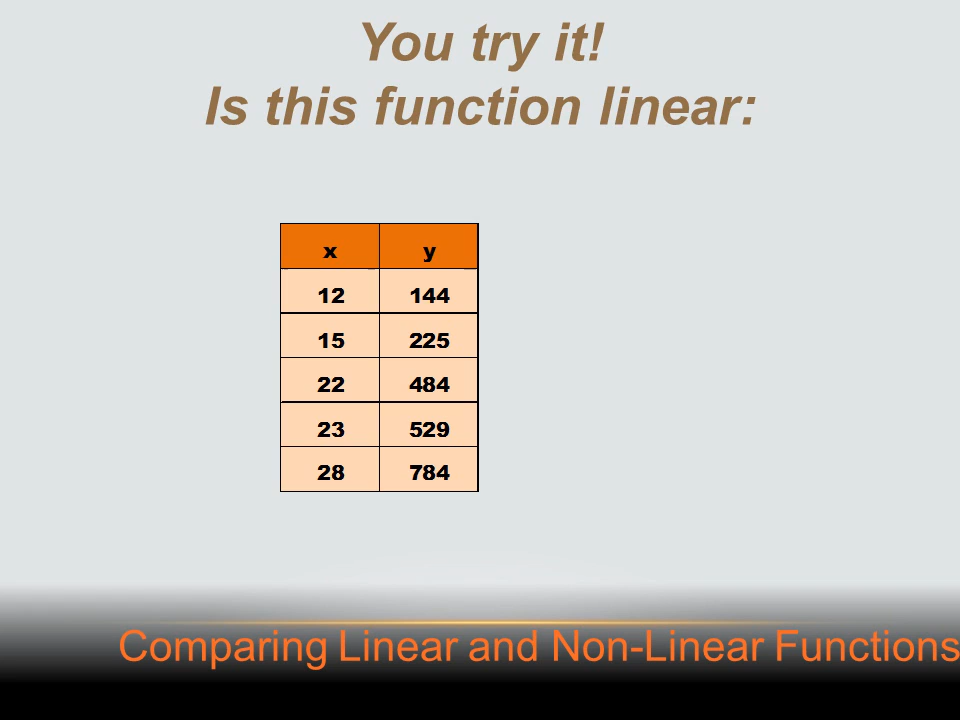 You try it!
Is this function linear:
x y
12 144
15 225
22 484
23 529
28 784
Comparing Linear and Non-Linear Functions